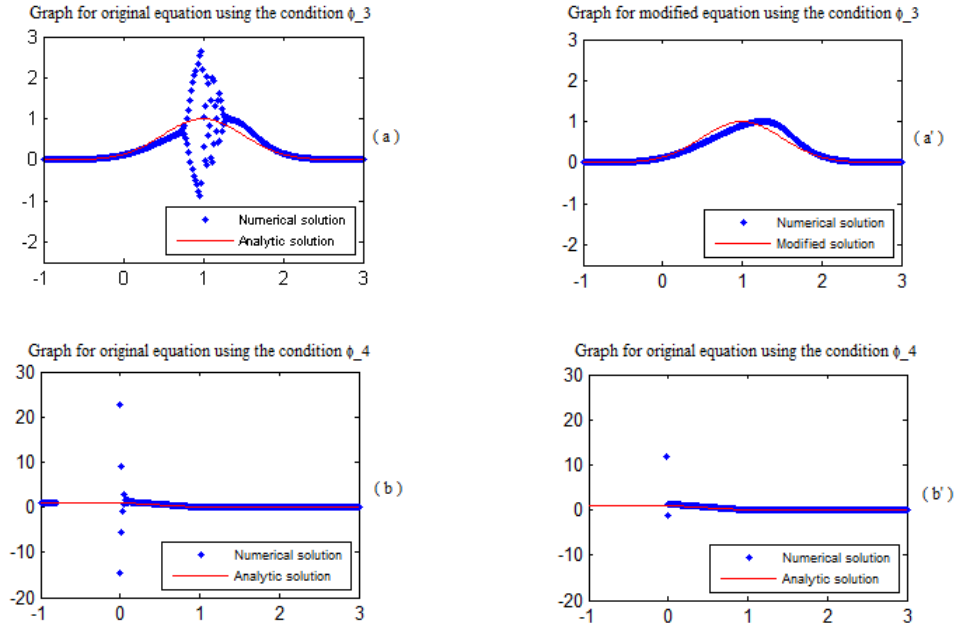 Graph for original equation using the condition ϕ_3
3
2
1
0
-1
-2
-1 0 1 2 3
Numerical solution
Analytic solution
( a )
Graph for modified equation using the condition ϕ_3
3
2
1
0
-1
-2
-1 0 1 2 3
Numerical solution
Modified solution
( a' )
Graph for original equation using the condition ϕ_4
30
20
10
0
-10
-20
-1 0 1 2 3
Numerical solution
Analytic solution
( b )
Graph for original equation using the condition ϕ_4
30
20
10
0
-10
-20
-1 0 1 2 3
Numerical solution
Analytic solution
( b' )